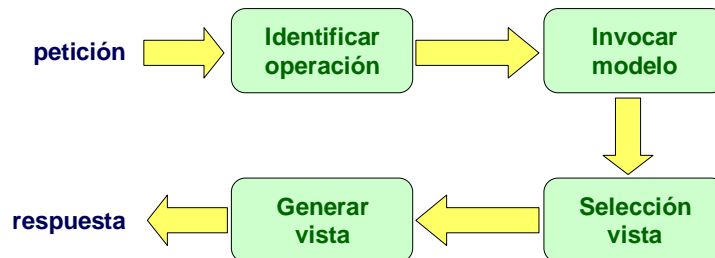 petición
Identificar
operación
Invocar
modelo
respuesta
Generar
vista
Selección
vista